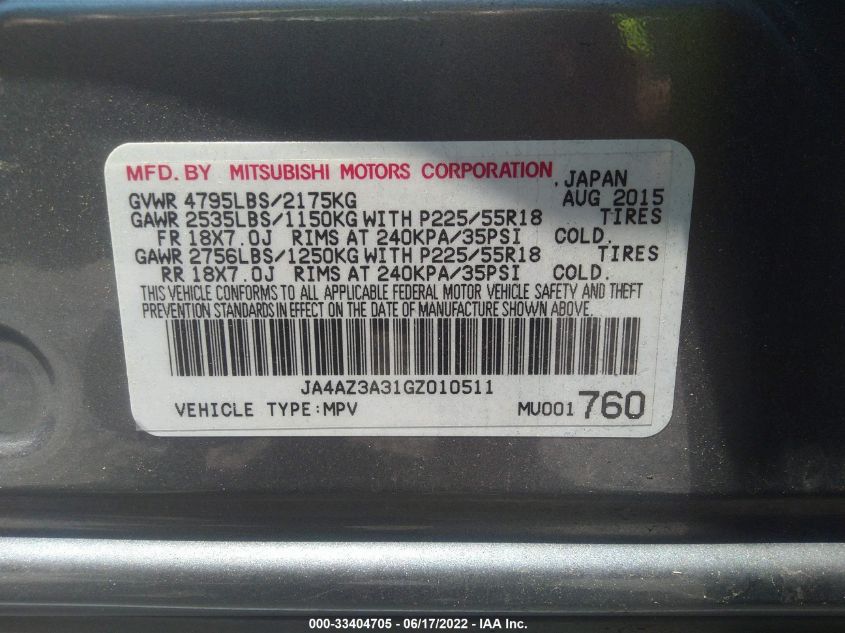 MFD. BY MITSUBISHI MOTORS CORPORATION
, JAPAN
GVWR 4795LBS/2175KG AUG 2015
GAWR 2535LBS/1150KG WITH P225/55R18 TIRES
FR 18X7.0J RIMS AT 240KPA/35PSI COLD.
GAWR 2756LBS/1250KG WITH P225/55R18 TIRES
RR 18X7.0J RIMS AT 240KPA/35PSI COLD.
THIS VEHICLE CONFORMS TO ALL APPLICABLE FEDERAL MOTOR VEHICLE SAFETY AND THEFT
PREVENTION STANDARDS IN EFFECT ON THE DATE OF MANUFACTURE SHOWN ABOVE.
JA4AZ3A31GZ010511
VEHICLE TYPE:MPV MU001 760
000-33404705 - 06/17/2022 - IAA Inc.